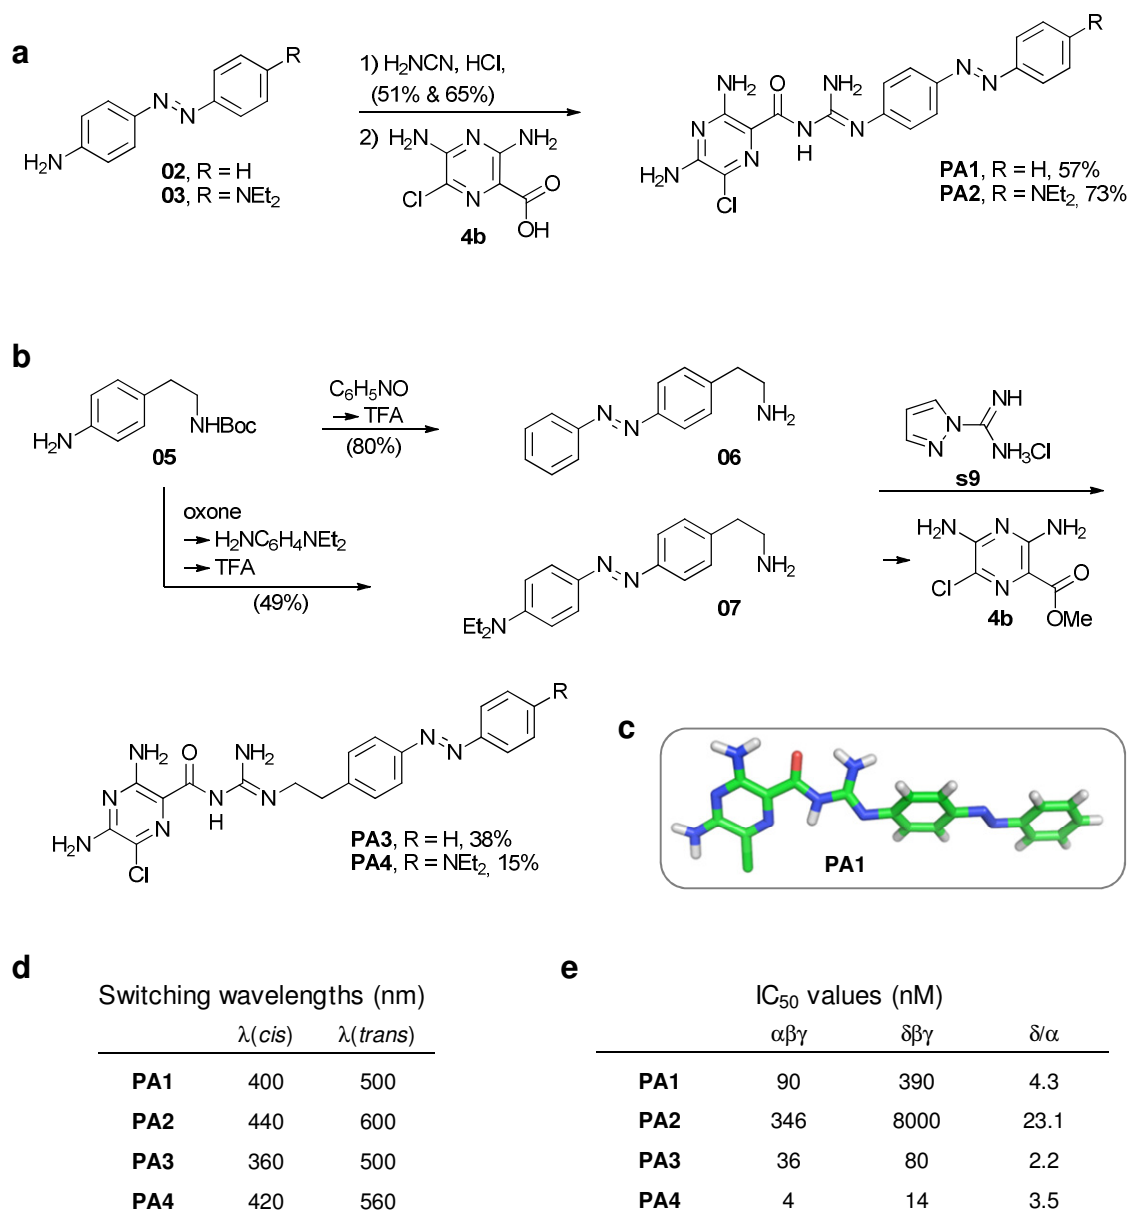 a
R
N
N
H₂N
02, R = H
03, R = NEt₂
1) H₂NCN, HCl,
(51% & 65%)
2) H₂N N NH₂
Cl N O
OH
4b
R
N
N
NH₂ O NH₂
N N N
H
H₂N N
Cl
PA1, R = H, 57%
PA2, R = NEt₂, 73%
b
H₂N NHBoc
05
C₆H₅NO
→ TFA
(80%)
N
N
NH₂
06
NH
N
N NH₃Cl
s9
oxone
→ H₂NC₆H₄NEt₂
→ TFA
(49%)
N
N
NH₂
Et₂N
07
H₂N N NH₂
Cl N O
OMe
4b
R
N
N
NH₂ O NH₂
N N N
H
H₂N N
Cl
PA3, R = H, 38%
PA4, R = NEt₂, 15%
c
PA1
d
Switching wavelengths (nm)
λ(cis) λ(trans)
PA1 400 500
PA2 440 600
PA3 360 500
PA4 420 560
e
IC₅₀ values (nM)
αβγ δβγ δ/α
PA1 90 390 4.3
PA2 346 8000 23.1
PA3 36 80 2.2
PA4 4 14 3.5